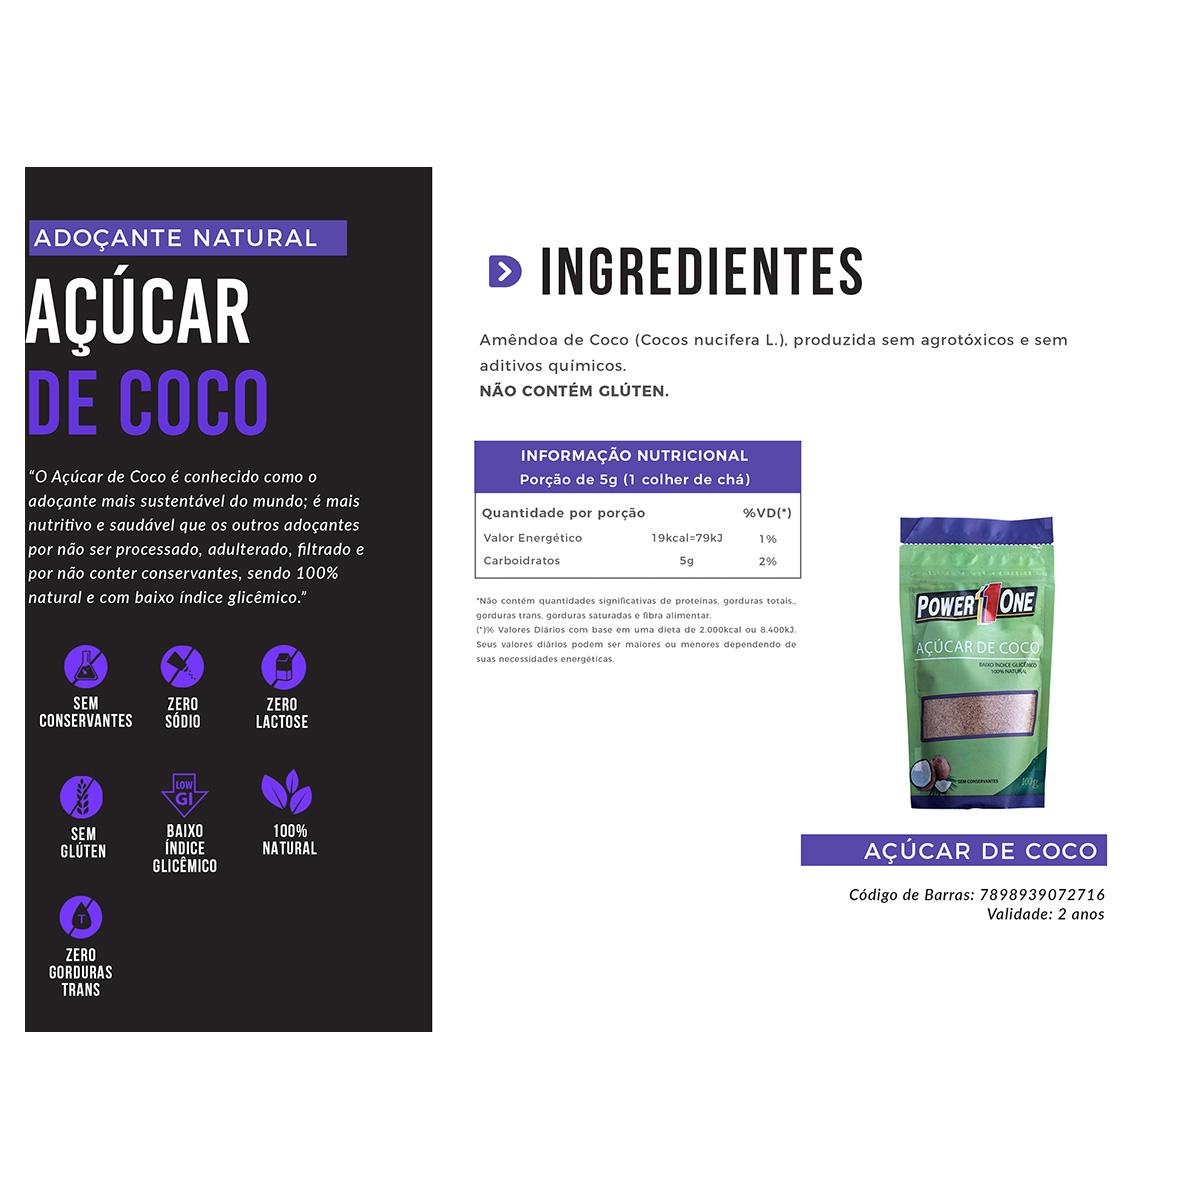 ADOÇANTE NATURAL
AÇÚCAR
DE COCO
“O Açúcar de Coco é conhecido como o
adoçante mais sustentável do mundo; é mais
nutritivo e saudável que os outros adoçantes
por não ser processado, adulterado, filtrado e
por não conter conservantes, sendo 100%
natural e com baixo índice glicêmico.”
SEM
CONSERVANTES
ZERO
SÓDIO
ZERO
LACTOSE
SEM
GLÚTEN
LOW
GI
BAIXO
ÍNDICE
GLICÊMICO
100%
NATURAL
T
ZERO
GORDURAS
TRANS
INGREDIENTES
Amêndoa de Coco (Cocos nucifera L.), produzida sem agrotóxicos e sem
aditivos químicos.
NÃO CONTÉM GLÚTEN.
INFORMAÇÃO NUTRICIONAL
Porção de 5g (1 colher de chá)
Quantidade por porção %VD(*)
Valor Energético 19kcal=79kJ 1%
Carboidratos 5g 2%
*Não contém quantidades significativas de proteínas, gorduras totais.,
gorduras trans, gorduras saturadas e fibra alimentar.
(*)% Valores Diários com base em uma dieta de 2.000kcal ou 8.400kJ.
Seus valores diários podem ser maiores ou menores dependendo de
suas necessidades energéticas.
POWER 1 ONE
AÇÚCAR DE COCO
BAIXO ÍNDICE GLICÊMICO
100% NATURAL
SEM CONSERVANTES
100g
AÇÚCAR DE COCO
Código de Barras: 7898939072716
Validade: 2 anos